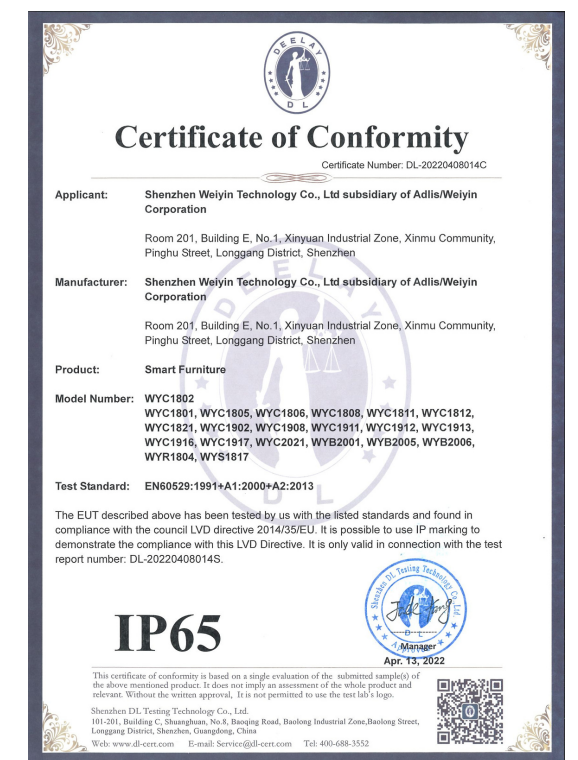 DEELAY
D L
Certificate of Conformity
Certificate Number: DL-20220408014C
Applicant: Shenzhen Weiyin Technology Co., Ltd subsidiary of Adlis/Weiyin
Corporation
Room 201, Building E, No.1, Xinyuan Industrial Zone, Xinmu Community,
Pinghu Street, Longgang District, Shenzhen
Manufacturer: Shenzhen Weiyin Technology Co., Ltd subsidiary of Adlis/Weiyin
Corporation
Room 201, Building E, No.1, Xinyuan Industrial Zone, Xinmu Community,
Pinghu Street, Longgang District, Shenzhen
Product: Smart Furniture
Model Number: WYC1802
WYC1801, WYC1805, WYC1806, WYC1808, WYC1811, WYC1812,
WYC1821, WYC1902, WYC1908, WYC1911, WYC1912, WYC1913,
WYC1916, WYC1917, WYC2021, WYB2001, WYB2005, WYB2006,
WYR1804, WYS1817
Test Standard: EN60529:1991+A1:2000+A2:2013
DEELAY
D L
The EUT described above has been tested by us with the listed standards and found in
compliance with the council LVD directive 2014/35/EU. It is possible to use IP marking to
demonstrate the compliance with this LVD Directive. It is only valid in connection with the test
report number: DL-20220408014S.
IP65
Shenzhen DL Testing Technology Co., Ltd.
D L
Approved
Manager
Apr. 13, 2022
This certificate of conformity is based on a single evaluation of the submitted sample(s) of
the above mentioned product. It does not imply an assessment of the whole product and
relevant. Without the written approval, It is not permitted to use the test lab's logo.
Shenzhen DL Testing Technology Co., Ltd.
101-201, Building C, Shuanghuan, No.8, Baoqing Road, Baolong Industrial Zone,Baolong Street,
Longgang District, Shenzhen, Guangdong, China
Web: www.dl-cert.com E-mail: Service@dl-cert.com Tel: 400-688-3552